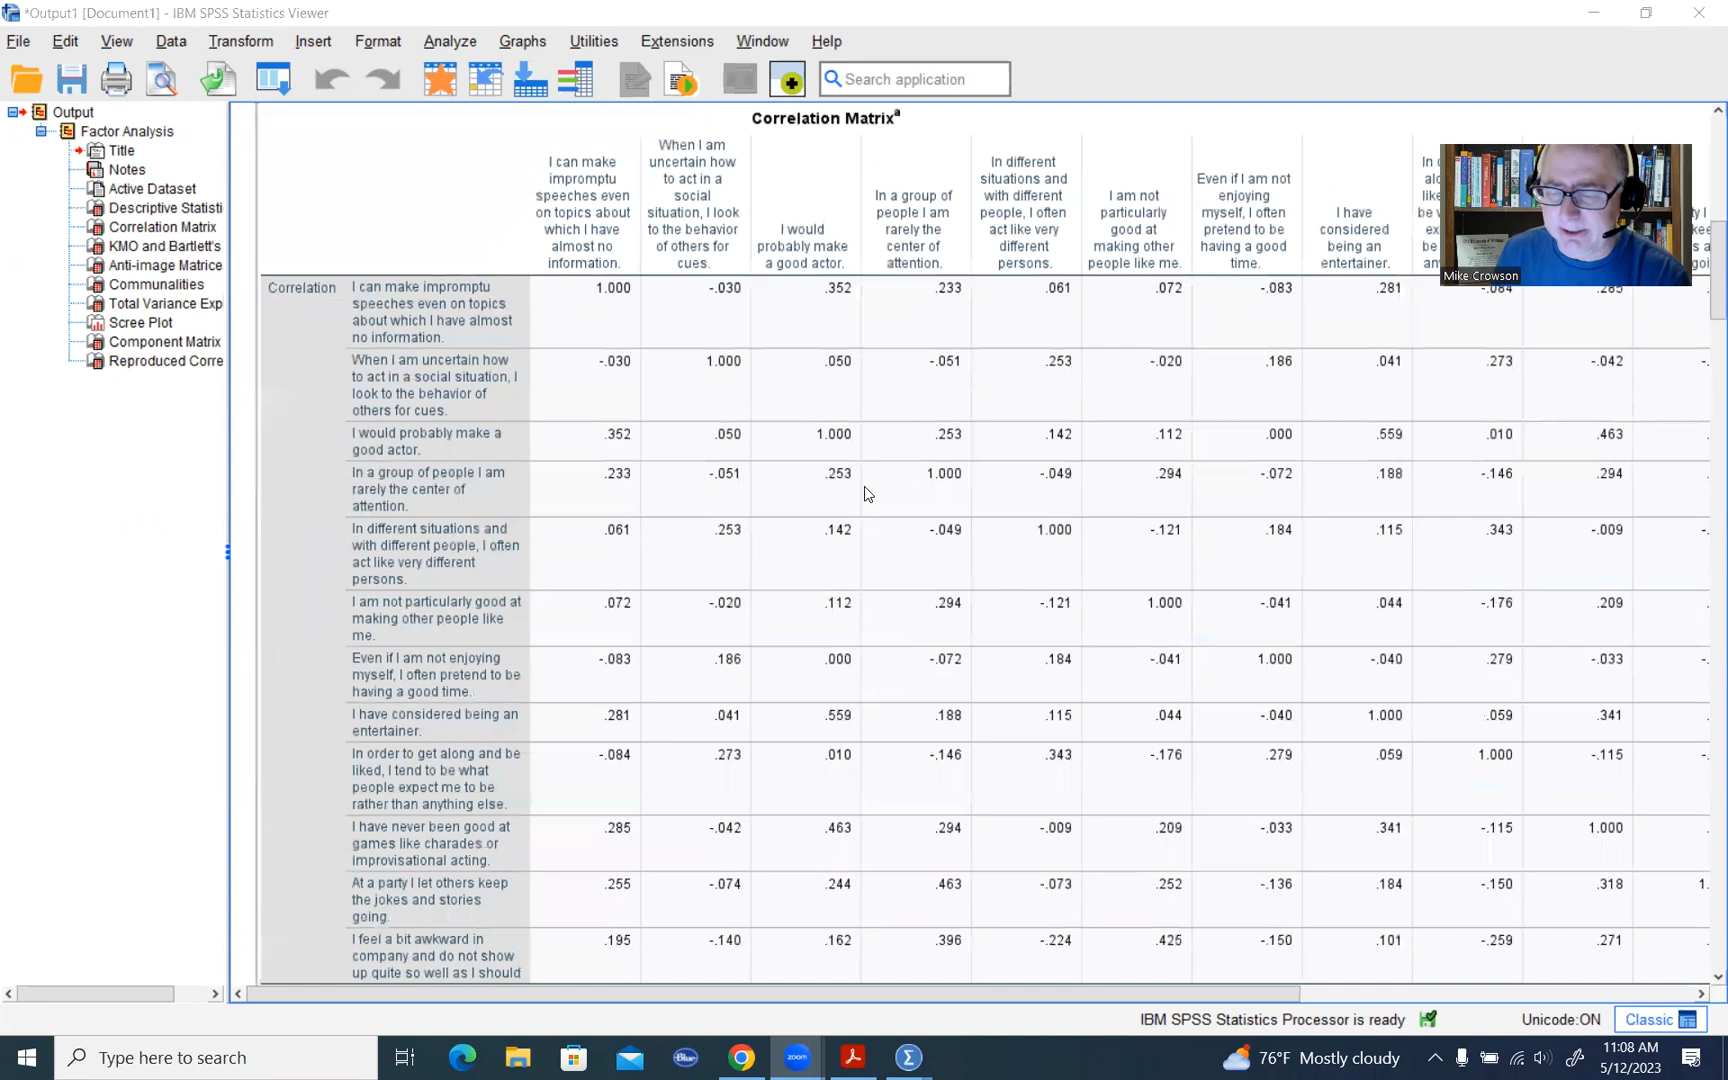 *Output1 [Document1] - IBM SPSS Statistics Viewer
File Edit View Data Transform Insert Format Analyze Graphs Utilities Extensions Window Help
Search application
Output
Factor Analysis
Title
Notes
Active Dataset
Descriptive Statisti
Correlation Matrix
KMO and Bartlett's
Anti-image Matrice
Communalities
Total Variance Exp
Scree Plot
Component Matrix
Reproduced Corre
Correlation Matrixᵃ
I can make
impromptu
speeches even
on topics about
which I have
almost no
information.
When I am
uncertain how
to act in a
social
situation, I look
to the behavior
of others for
cues.
I would
probably make
a good actor.
In a group of
people I am
rarely the
center of
attention.
In different
situations and
with different
people, I often
act like very
different
persons.
I am not
particularly
good at
making other
people like me.
Even if I am not
enjoying
myself, I often
pretend to be
having a good
time.
I have
considered
being an
entertainer.
Mike Crowson
Correlation
I can make impromptu
speeches even on topics
about which I have almost
no information.
1.000 -.030 .352 .233 .061 .072 -.083 .281 -.084 .285
When I am uncertain how
to act in a social situation, I
look to the behavior of
others for cues.
-.030 1.000 .050 -.051 .253 -.020 .186 .041 .273 -.042 -.
I would probably make a
good actor.
.352 .050 1.000 .253 .142 .112 .000 .559 .010 .463 .
In a group of people I am
rarely the center of
attention.
.233 -.051 .253 1.000 -.049 .294 -.072 .188 -.146 .294 .
In different situations and
with different people, I often
act like very different
persons.
.061 .253 .142 -.049 1.000 -.121 .184 .115 .343 -.009 -.
I am not particularly good at
making other people like
me.
.072 -.020 .112 .294 -.121 1.000 -.041 .044 -.176 .209 .
Even if I am not enjoying
myself, I often pretend to be
having a good time.
-.083 .186 .000 -.072 .184 -.041 1.000 -.040 .279 -.033 -.
I have considered being an
entertainer.
.281 .041 .559 .188 .115 .044 -.040 1.000 .059 .341 .
In order to get along and be
liked, I tend to be what
people expect me to be
rather than anything else.
-.084 .273 .010 -.146 .343 -.176 .279 .059 1.000 -.115 -.
I have never been good at
games like charades or
improvisational acting.
.285 -.042 .463 .294 -.009 .209 -.033 .341 -.115 1.000 .
At a party I let others keep
the jokes and stories
going.
.255 -.074 .244 .463 -.073 .252 -.136 .184 -.150 .318 1.
I feel a bit awkward in
company and do not show
up quite so well as I should
.195 -.140 .162 .396 -.224 .425 -.150 .101 -.259 .271 .
IBM SPSS Statistics Processor is ready Unicode:ON Classic
Type here to search
Blue
zoom
76°F Mostly cloudy
11:08 AM
5/12/2023